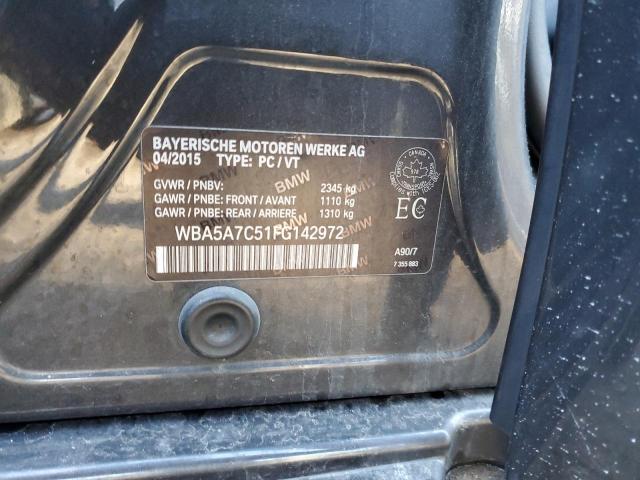 BAYERISCHE MOTOREN WERKE AG
04/2015 TYPE: PC / VT
GVWR / PNBV: 2345 kg
GAWR / PNBE: FRONT / AVANT 1110 kg
GAWR / PNBE: REAR / ARRIERE 1310 kg
WBA5A7C51FG142972
CANADA
EC
A90/7
7 355 883